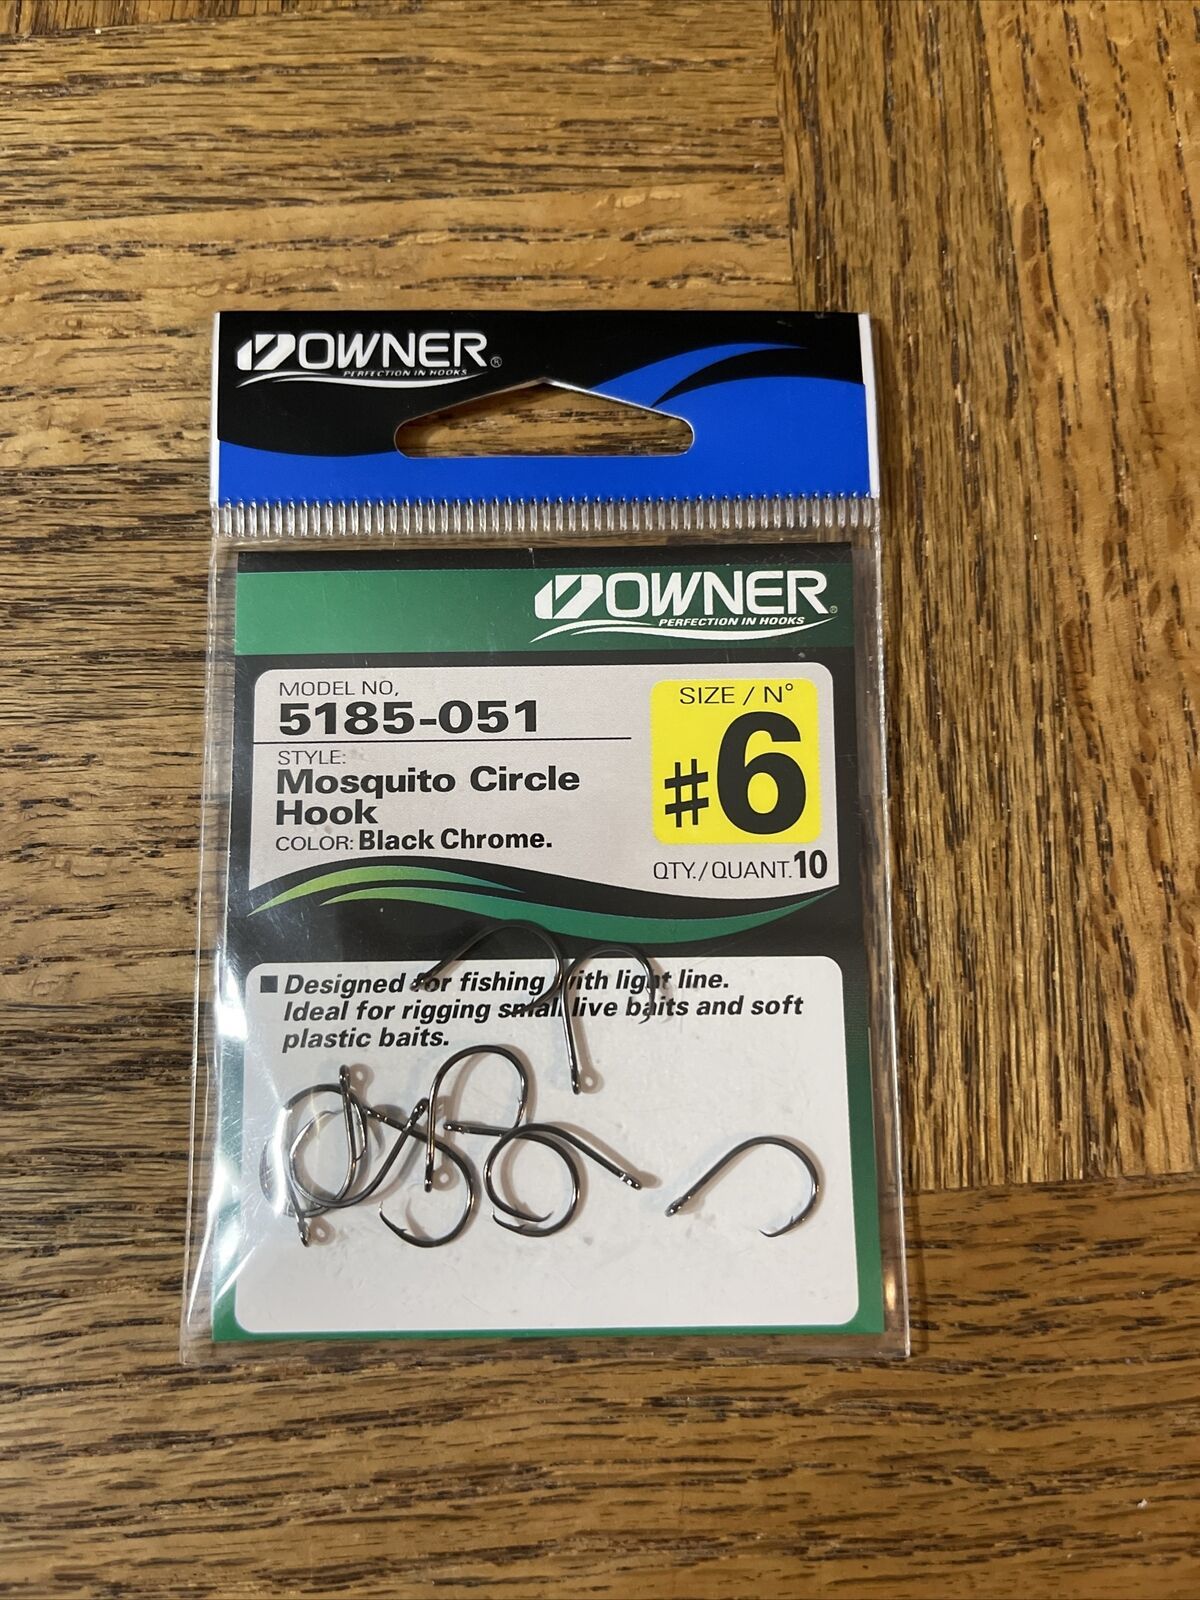 OWNER®
PERFECTION IN HOOKS
OWNER®
PERFECTION IN HOOKS
MODEL NO,
5185-051
STYLE:
Mosquito Circle
Hook
COLOR: Black Chrome.
SIZE / N°
#6
QTY./QUANT. 10
■ Designed for fishing with light line.
Ideal for rigging small live baits and soft
plastic baits.